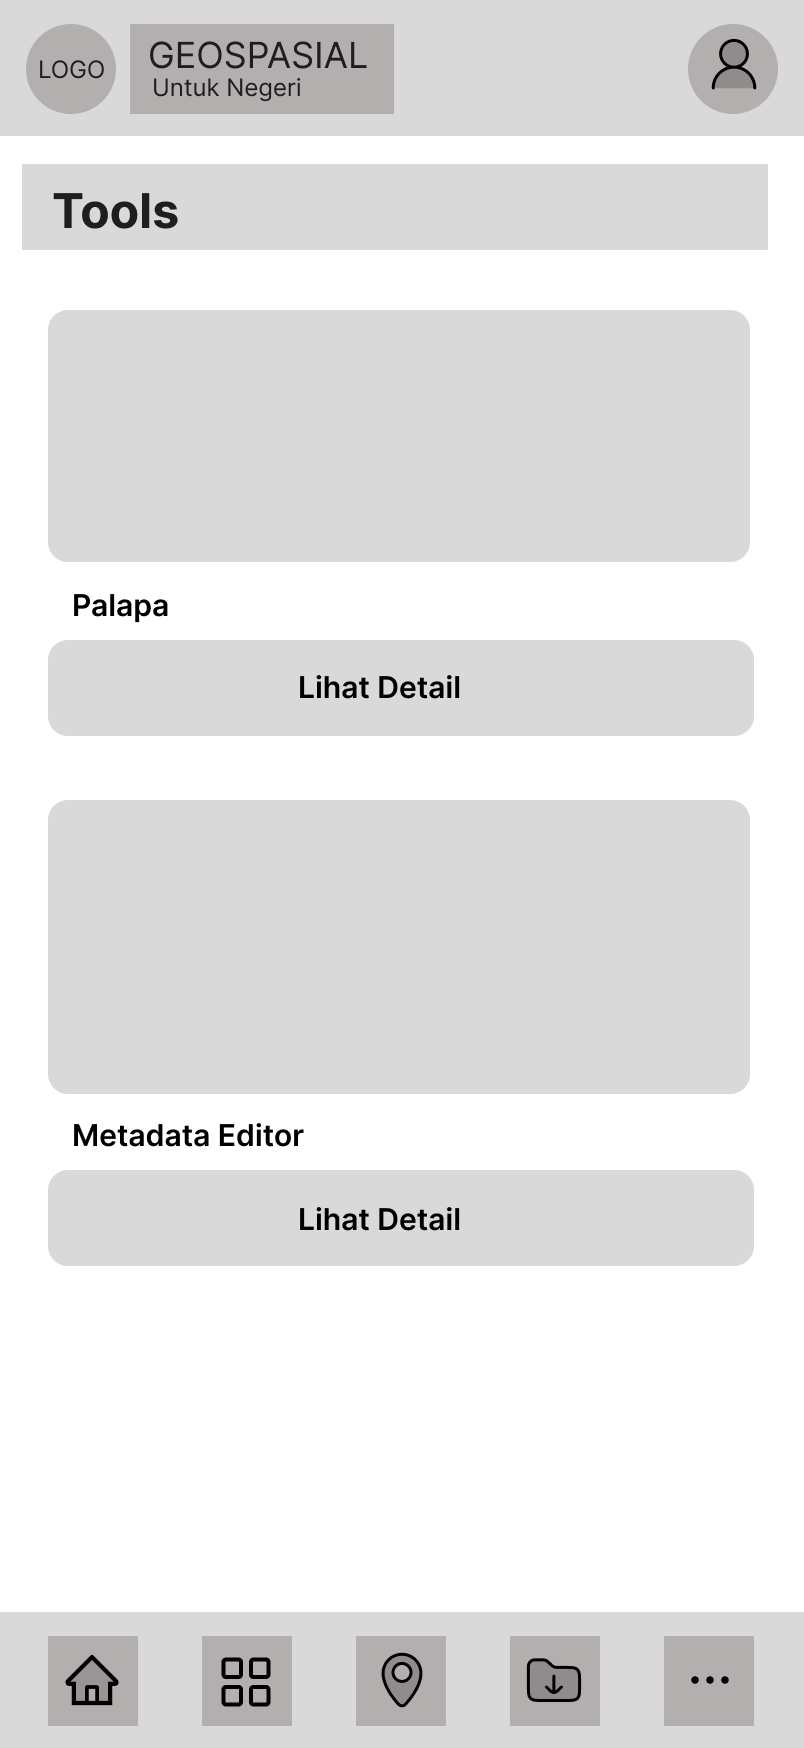 LOGO
GEOSPASIAL
Untuk Negeri
Tools
Palapa
Lihat Detail
Metadata Editor
Lihat Detail